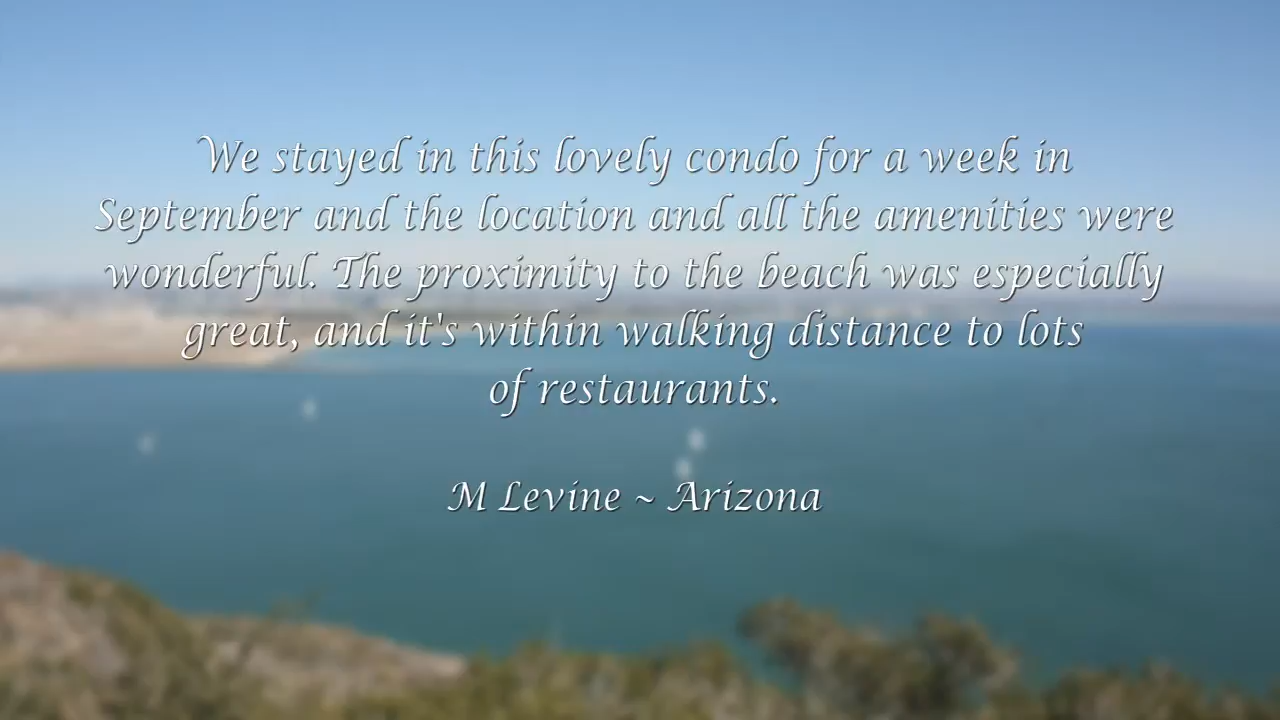 We stayed in this lovely condo for a week in
September and the location and all the amenities were
wonderful. The proximity to the beach was especially
great, and it's within walking distance to lots
of restaurants.
M Levine ~ Arizona